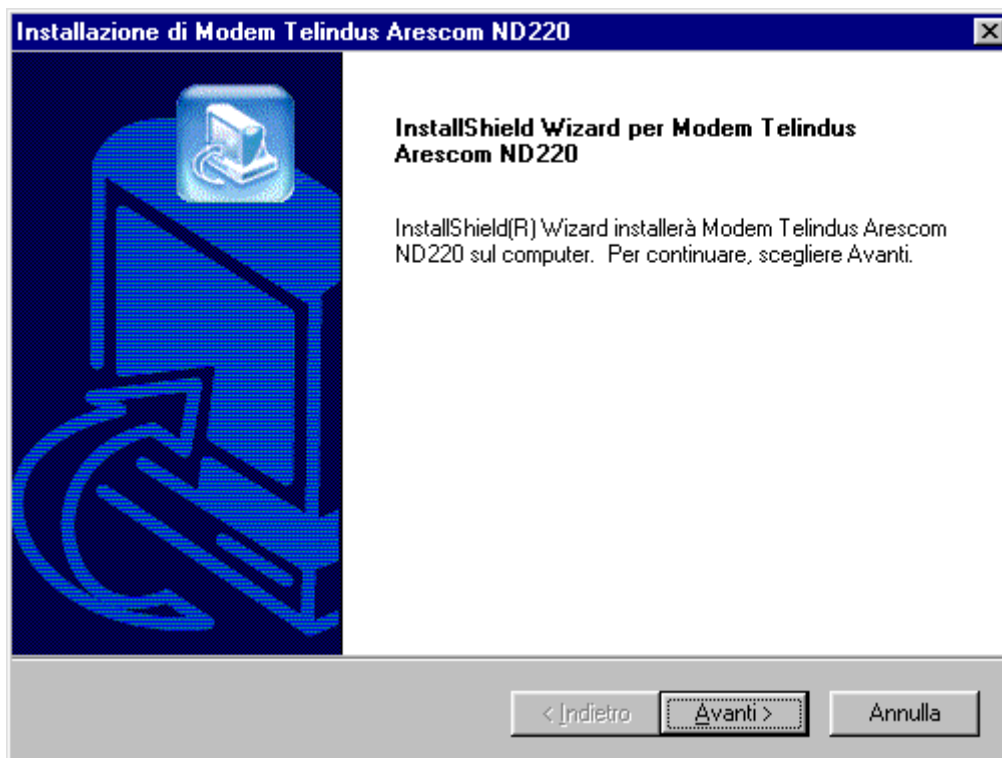 Installazione di Modem Telindus Arescom ND220
InstallShield Wizard per Modem Telindus
Arescom ND220
InstallShield(R) Wizard installerà Modem Telindus Arescom
ND220 sul computer.  Per continuare, scegliere Avanti.
< Indietro
Avanti >
Annulla